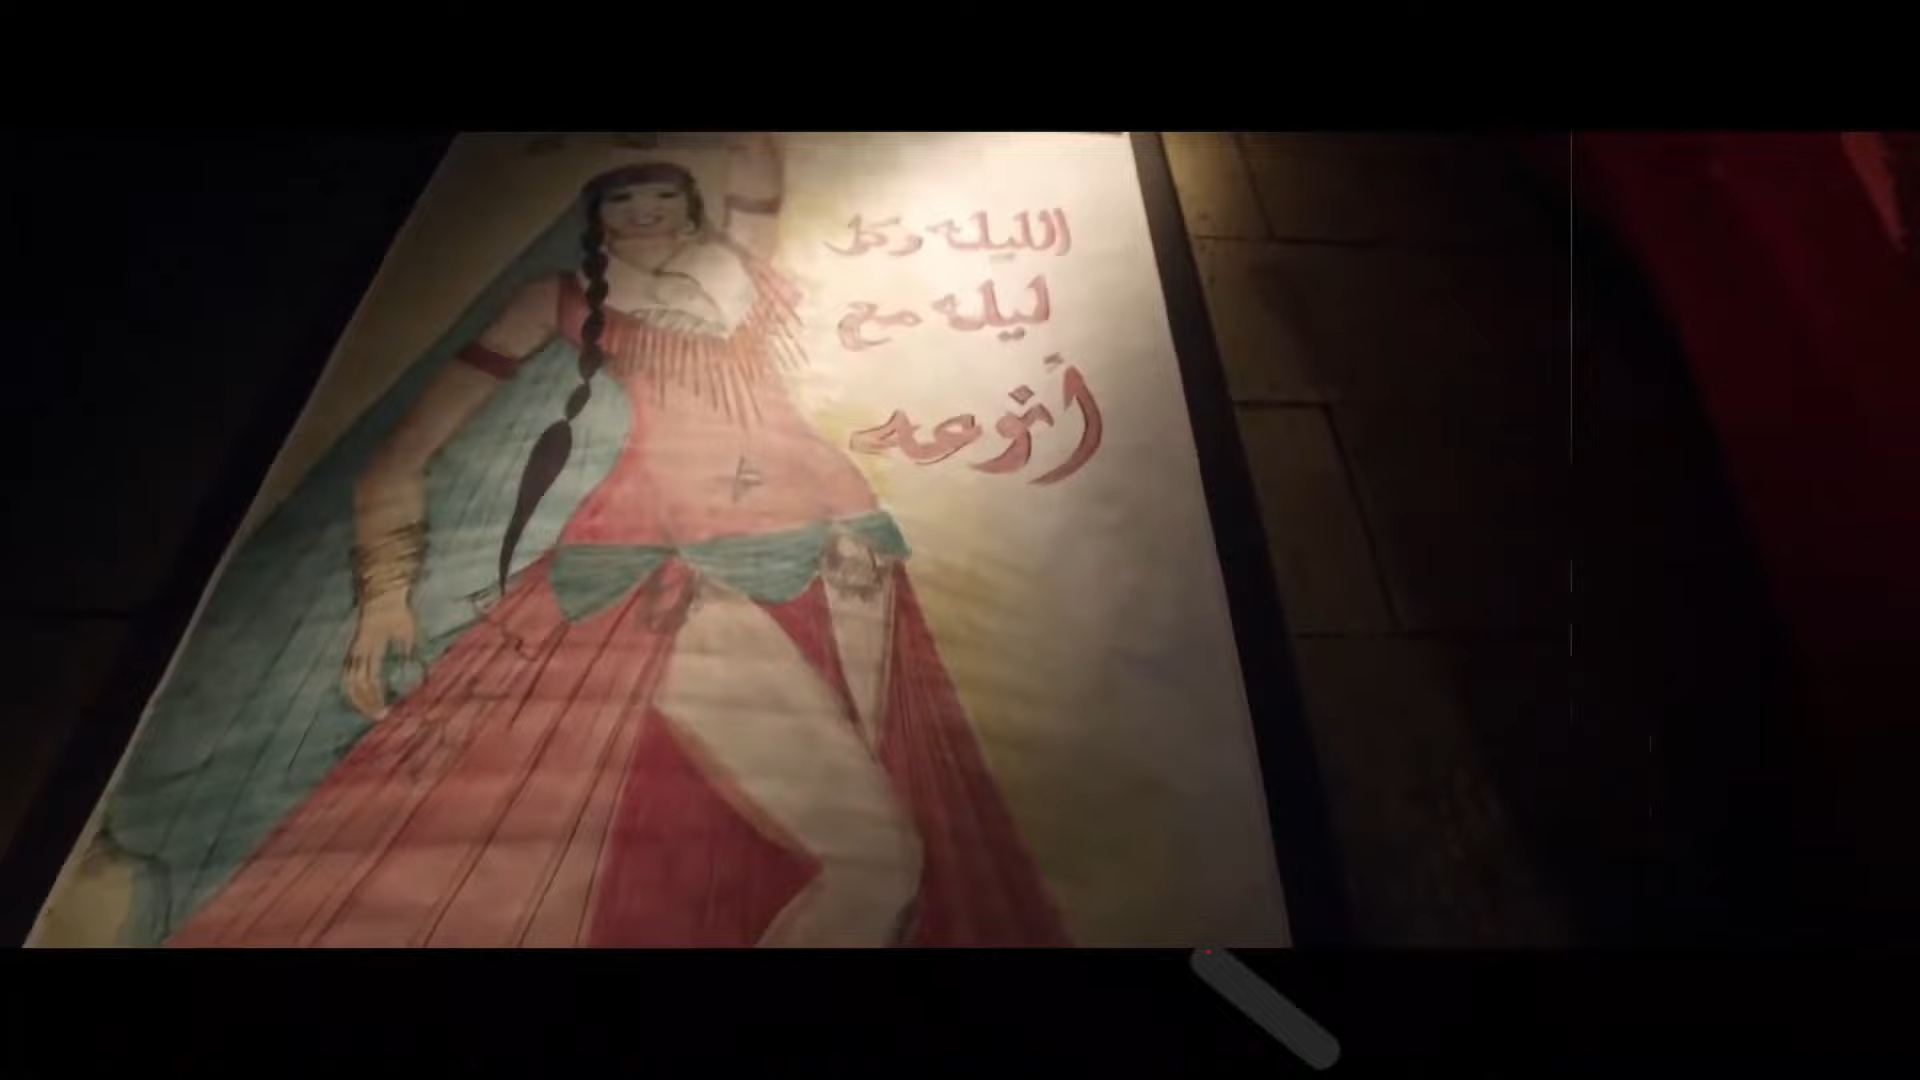 الليله وكل
ليله مع
أنوعه